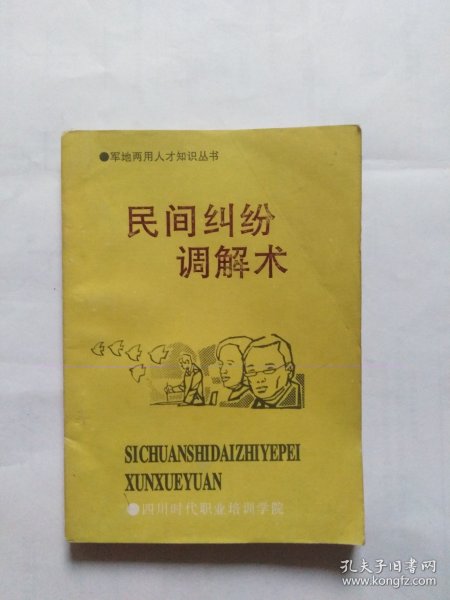 ●军地两用人才知识丛书
民间纠纷
调解术
SICHUANSHIDAIZHIYEPEI
XUNXUEYUAN
●四川时代职业培训学院
孔夫子旧书网
www.kongfz.com